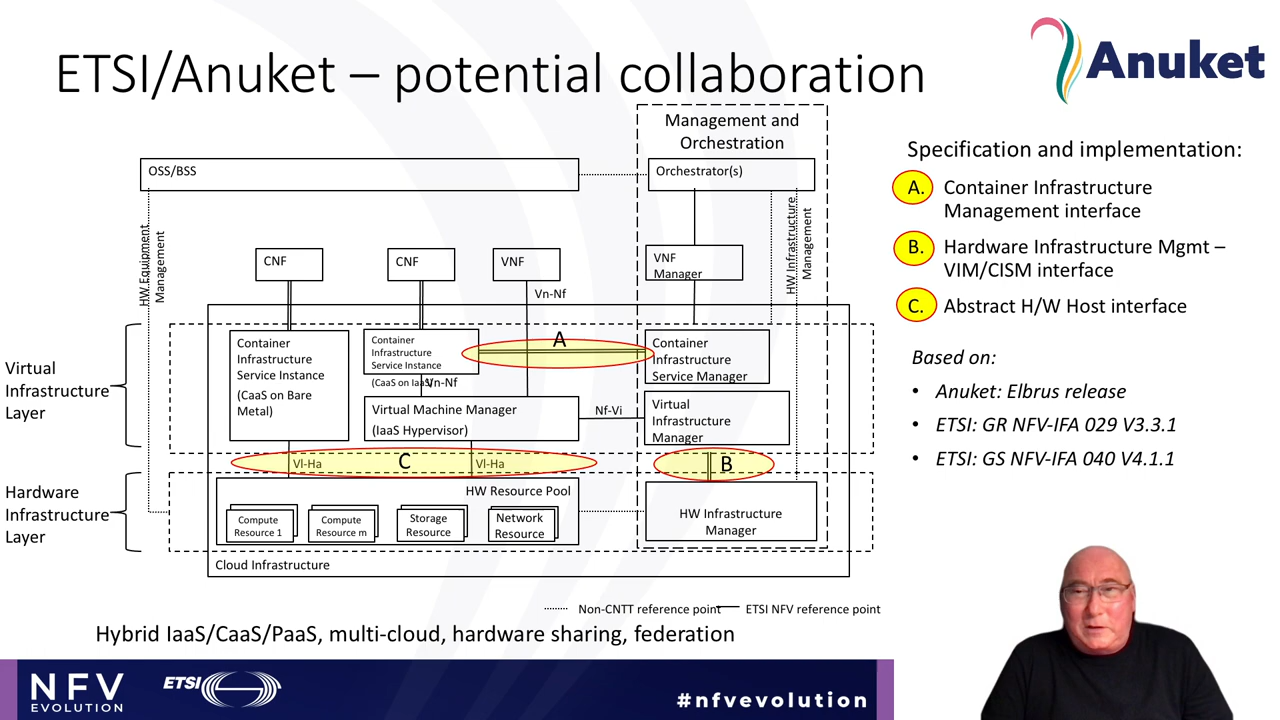 ETSI/Anuket – potential collaboration
Anuket
Management and
Orchestration
OSS/BSS
Orchestrator(s)
HW Equipment
Management
HW Infrastructure
Management
CNF
CNF
VNF
VNF
Manager
Vn-Nf
Virtual
Infrastructure
Layer
Container
Infrastructure
Service Instance
(CaaS on Bare
Metal)
Container
Infrastructure
Service Instance
(CaaS on IaaS)
Vn-Nf
A
Container
Infrastructure
Service Manager
Virtual Machine Manager
(IaaS Hypervisor)
Nf-Vi
Virtual
Infrastructure
Manager
Vl-Ha
C
Vl-Ha
B
Hardware
Infrastructure
Layer
HW Resource Pool
Compute
Resource 1
Compute
Resource m
Storage
Resource
Network
Resource
HW Infrastructure
Manager
Cloud Infrastructure
Non-CNTT reference point
ETSI NFV reference point
Hybrid IaaS/CaaS/PaaS, multi-cloud, hardware sharing, federation
Specification and implementation:
A. Container Infrastructure
Management interface
B. Hardware Infrastructure Mgmt –
VIM/CISM interface
C. Abstract H/W Host interface
Based on:
• Anuket: Elbrus release
• ETSI: GR NFV-IFA 029 V3.3.1
• ETSI: GS NFV-IFA 040 V4.1.1
NFV
EVOLUTION
ETSI
#nfvevolution